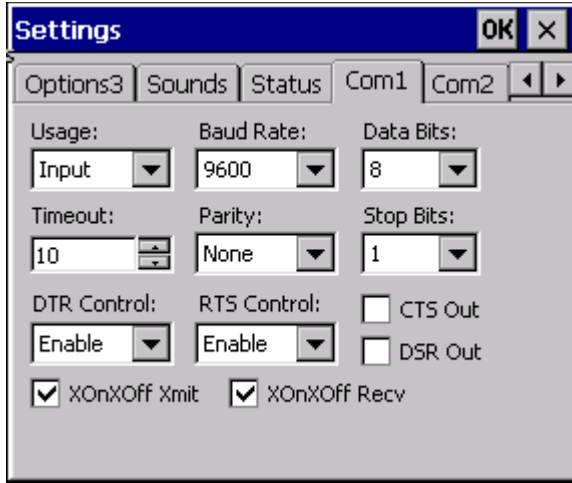 Settings OK
Options3 Sounds Status Com1 Com2
Usage: Baud Rate: Data Bits:
Input 9600 8
Timeout: Parity: Stop Bits:
10 None 1
DTR Control: RTS Control: CTS Out
Enable Enable DSR Out
XOnXOff Xmit XOnXOff Recv